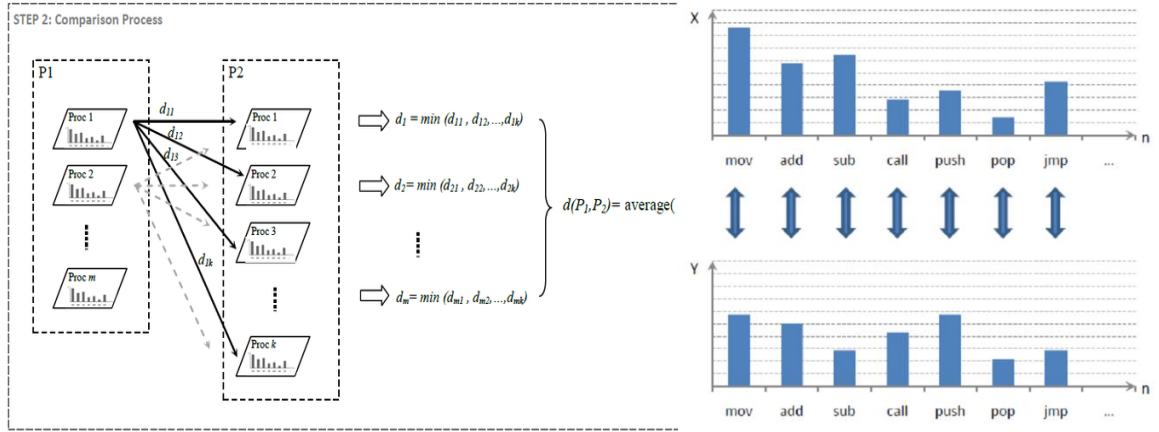 STEP 2: Comparison Process
P1
Proc 1
Proc 2
Proc m
P2
Proc 1
Proc 2
Proc 3
Proc k
d11
d12
d13
d1k
d1 = min (d11 , d12,...,d1k)
d2= min (d21 , d22,...,d2k)
dm= min (dm1 , dm2,...,dmk)
d(P1,P2)= average(
X
n
mov add sub call push pop jmp ...
Y
n
mov add sub call push pop jmp ...